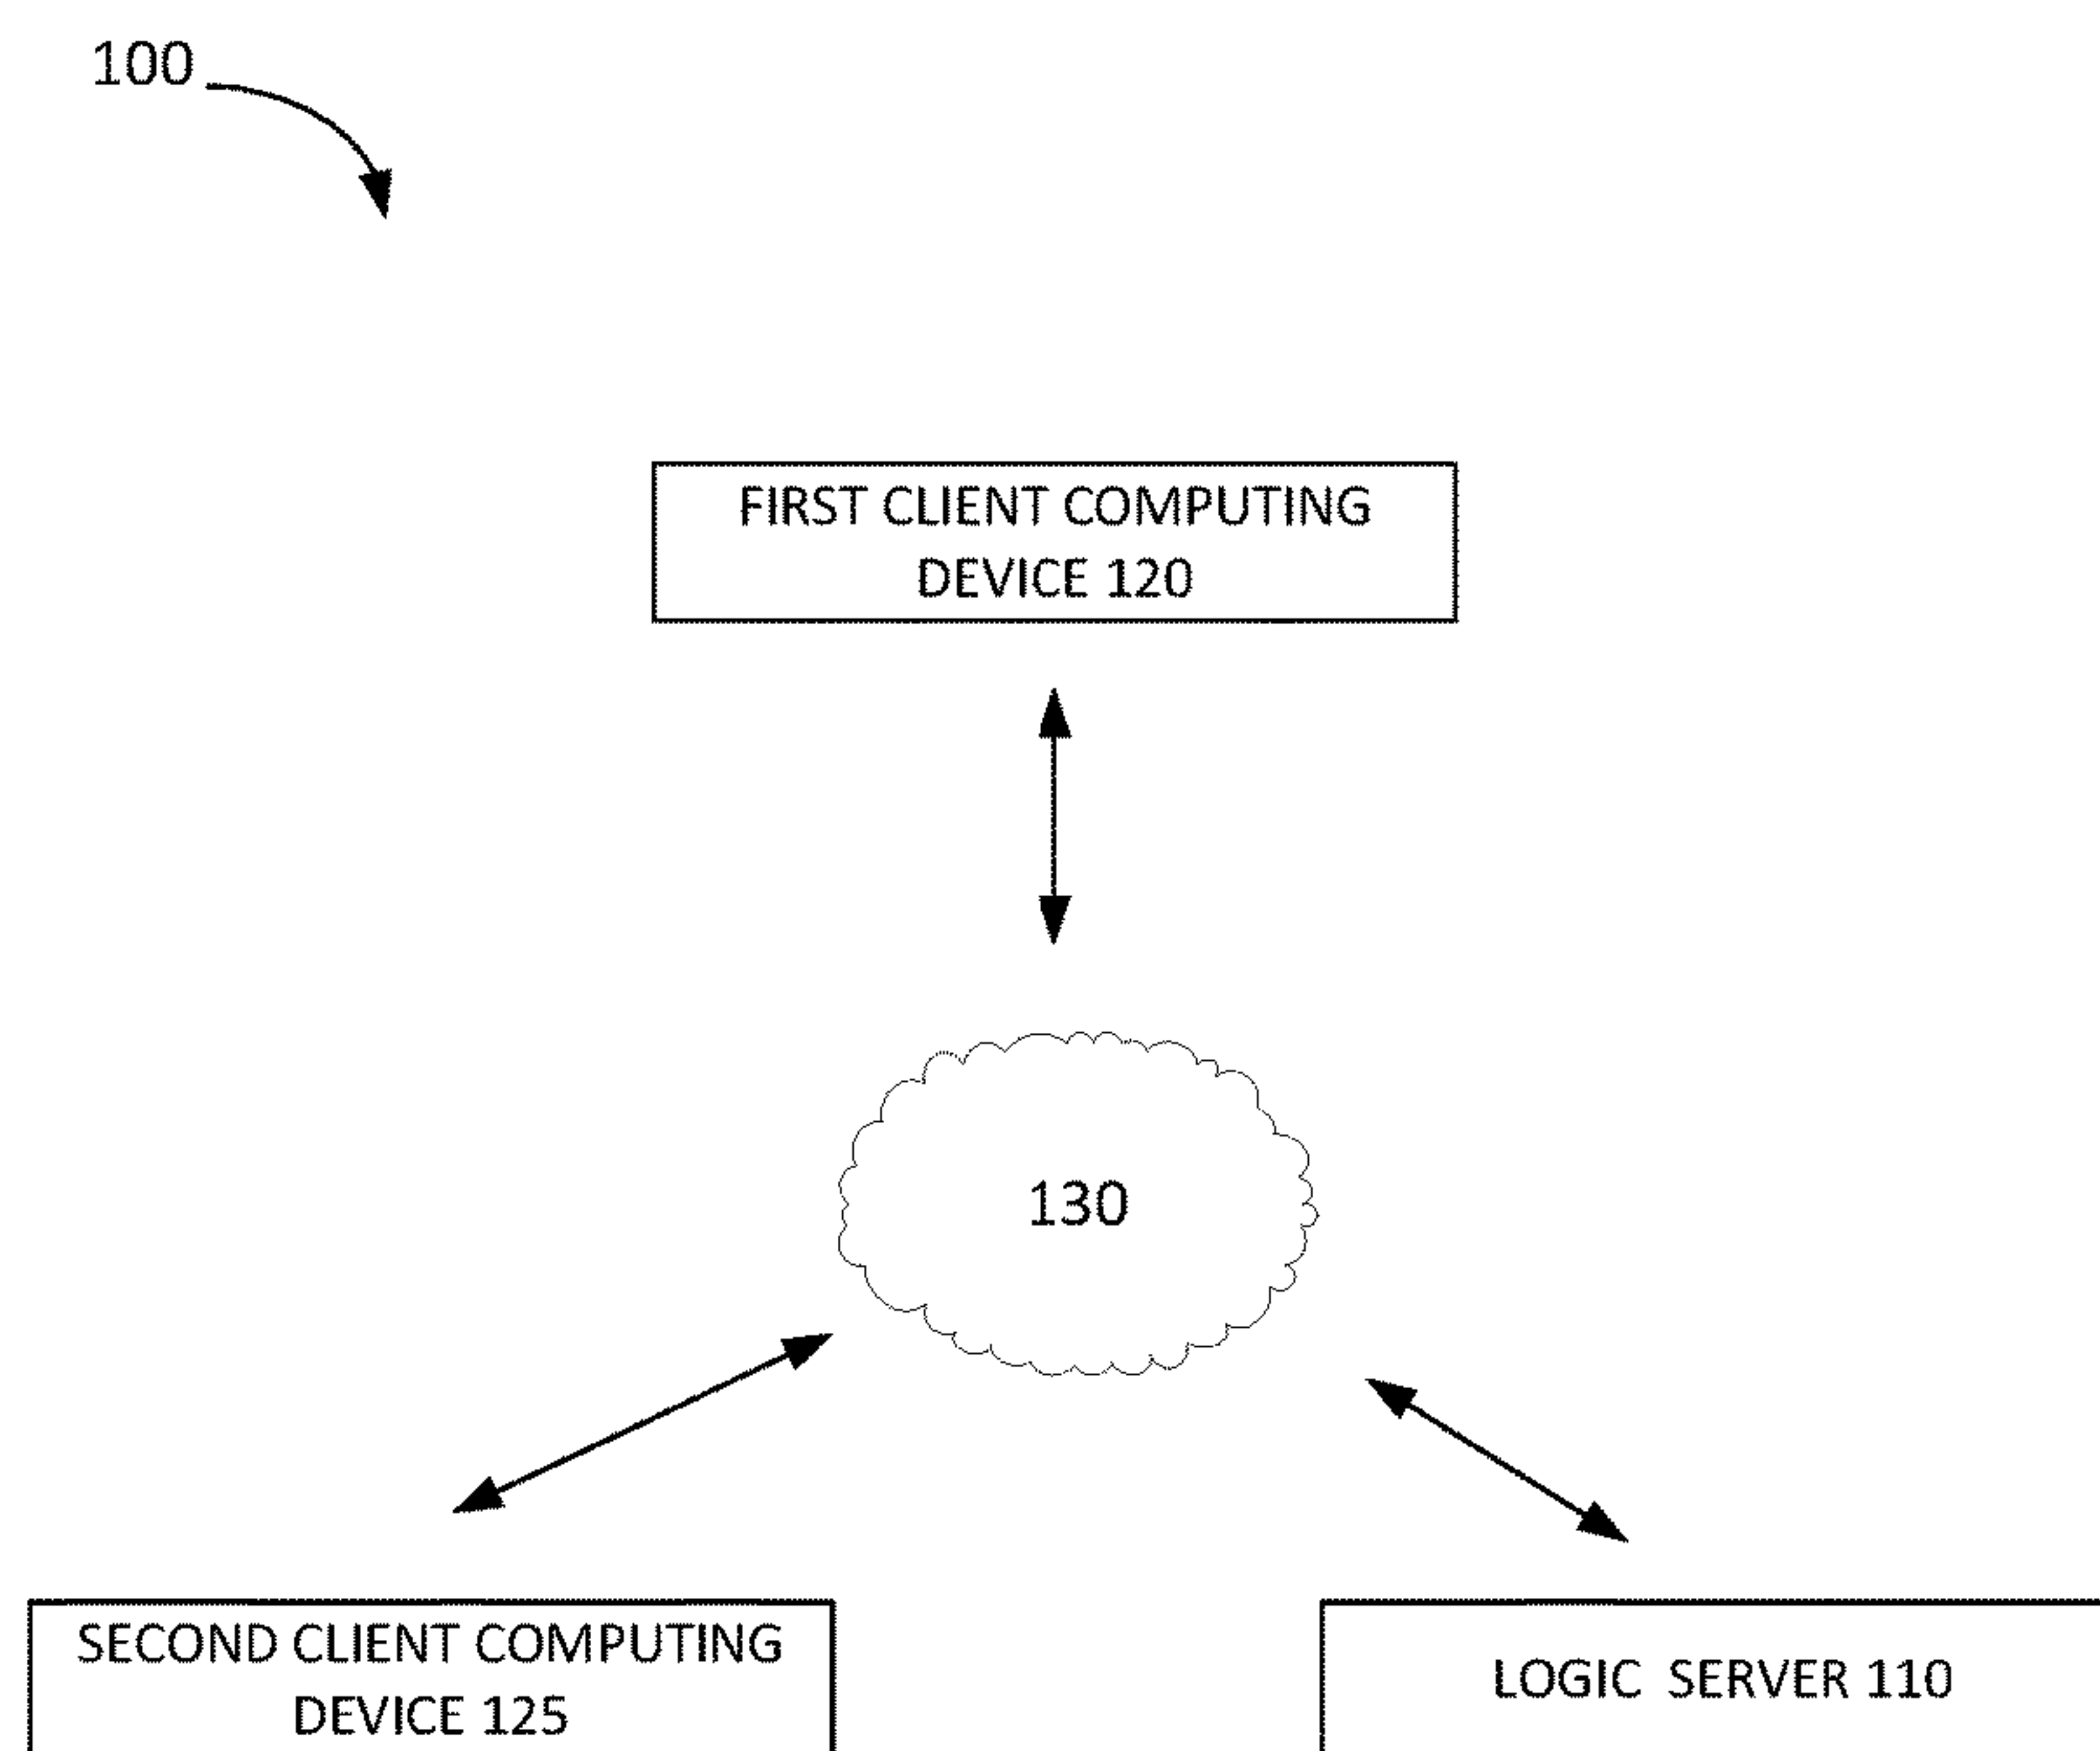 100
FIRST CLIENT COMPUTING
DEVICE 120
130
SECOND CLIENT COMPUTING
DEVICE 125
LOGIC SERVER 110